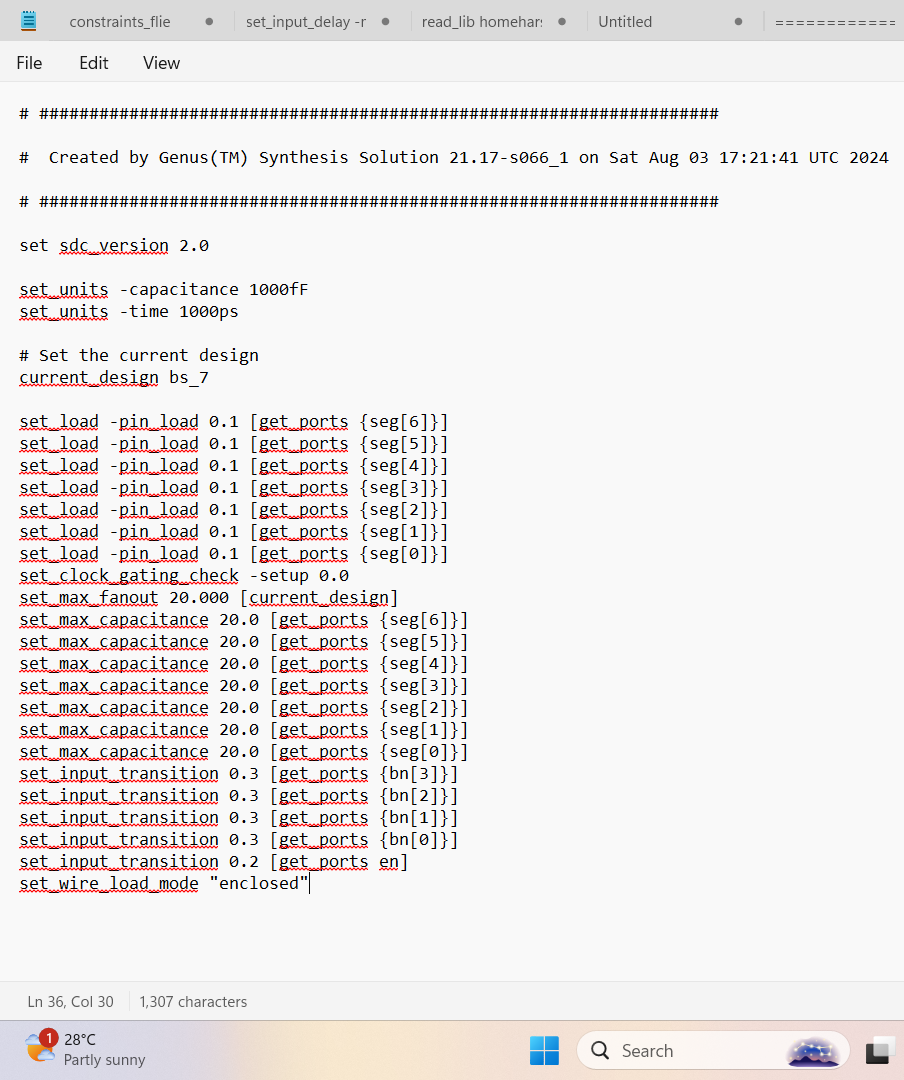 constraints_flie
set_input_delay -r
read_lib homehar
Untitled
============
File Edit View
# ####################################################################
#  Created by Genus(TM) Synthesis Solution 21.17-s066_1 on Sat Aug 03 17:21:41 UTC 2024
# ####################################################################
set sdc_version 2.0
set_units -capacitance 1000fF
set_units -time 1000ps
# Set the current design
current_design bs_7
set_load -pin_load 0.1 [get_ports {seg[6]}]
set_load -pin_load 0.1 [get_ports {seg[5]}]
set_load -pin_load 0.1 [get_ports {seg[4]}]
set_load -pin_load 0.1 [get_ports {seg[3]}]
set_load -pin_load 0.1 [get_ports {seg[2]}]
set_load -pin_load 0.1 [get_ports {seg[1]}]
set_load -pin_load 0.1 [get_ports {seg[0]}]
set_clock_gating_check -setup 0.0
set_max_fanout 20.000 [current_design]
set_max_capacitance 20.0 [get_ports {seg[6]}]
set_max_capacitance 20.0 [get_ports {seg[5]}]
set_max_capacitance 20.0 [get_ports {seg[4]}]
set_max_capacitance 20.0 [get_ports {seg[3]}]
set_max_capacitance 20.0 [get_ports {seg[2]}]
set_max_capacitance 20.0 [get_ports {seg[1]}]
set_max_capacitance 20.0 [get_ports {seg[0]}]
set_input_transition 0.3 [get_ports {bn[3]}]
set_input_transition 0.3 [get_ports {bn[2]}]
set_input_transition 0.3 [get_ports {bn[1]}]
set_input_transition 0.3 [get_ports {bn[0]}]
set_input_transition 0.2 [get_ports en]
set_wire_load_mode "enclosed"
Ln 36, Col 30 1,307 characters
1
28°C
Partly sunny
Search